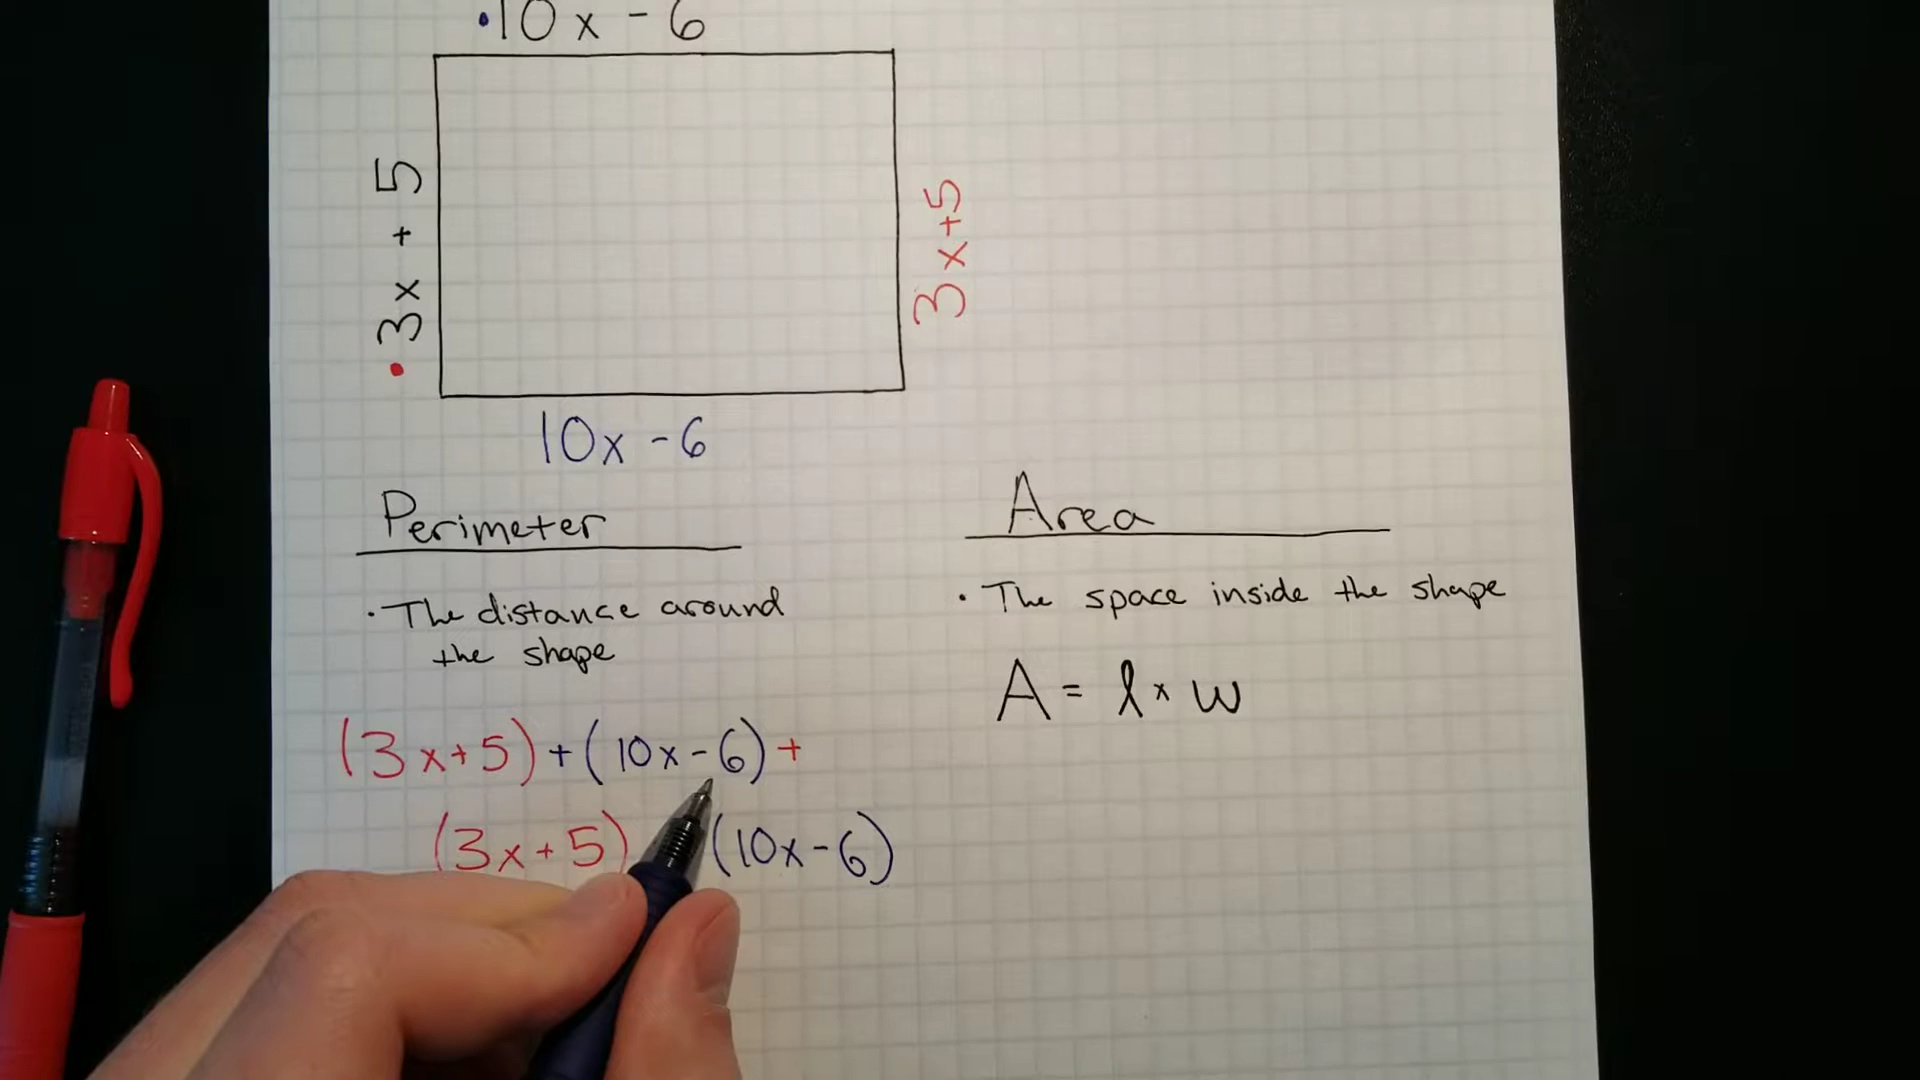 ·10x - 6
3x + 5
3x+5
10x - 6
Perimeter
· The distance around
the shape
(3x+5) + (10x-6) +
(3x+5) (10x-6)
Area
· The space inside the shape
A = l × w